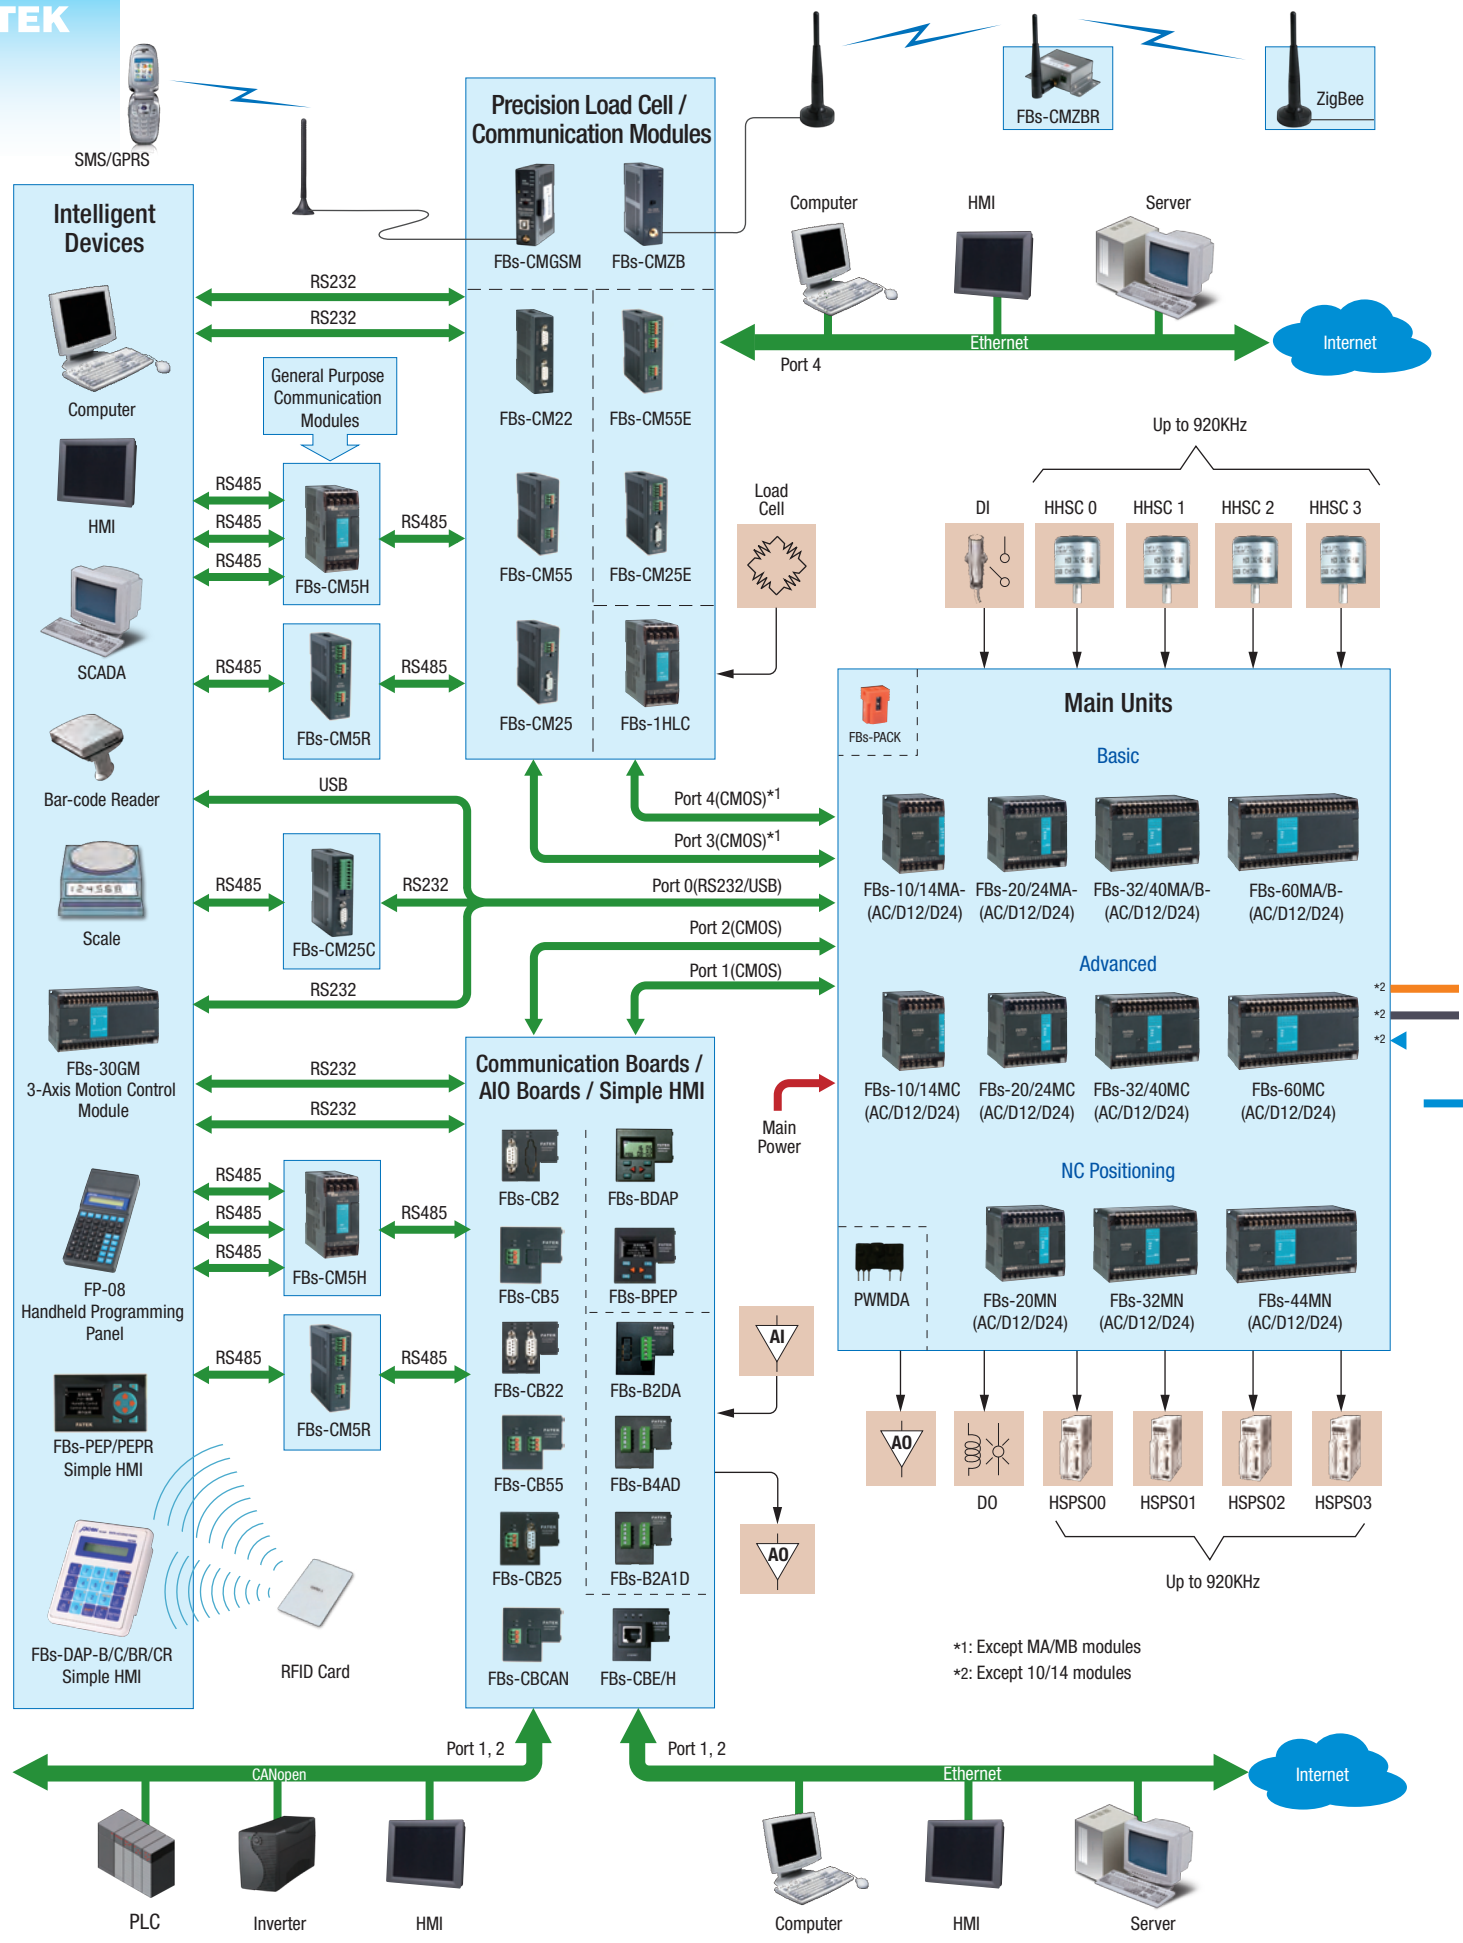 TEK
SMS/GPRS
Precision Load Cell /
Communication Modules
FBs-CMGSM
FBs-CMZB
FBs-CMZBR
ZigBee
Intelligent
Devices
Computer
HMI
SCADA
Bar-code Reader
Scale
FBs-30GM
3-Axis Motion Control
Module
FP-08
Handheld Programming
Panel
FBs-PEP/PEPR
Simple HMI
FBs-DAP-B/C/BR/CR
Simple HMI
RFID Card
RS232
RS232
General Purpose
Communication
Modules
RS485
RS485
RS485
FBs-CM5H
RS485
RS485
FBs-CM5R
RS485
USB
RS485
FBs-CM25C
RS232
RS232
RS232
RS232
RS485
RS485
RS485
FBs-CM5H
RS485
RS485
FBs-CM5R
RS485
FBs-CM22
FBs-CM55E
FBs-CM55
FBs-CM25E
FBs-CM25
FBs-1HLC
Computer
HMI
Server
Ethernet
Port 4
Internet
Load
Cell
Up to 920KHz
DI
HHSC 0
HHSC 1
HHSC 2
HHSC 3
Port 4(CMOS)*1
Port 3(CMOS)*1
Port 0(RS232/USB)
Port 2(CMOS)
Port 1(CMOS)
Main
Power
Main Units
FBs-PACK
Basic
FBs-10/14MA-
(AC/D12/D24)
FBs-20/24MA-
(AC/D12/D24)
FBs-32/40MA/B-
(AC/D12/D24)
FBs-60MA/B-
(AC/D12/D24)
Advanced
*2
*2
*2
FBs-10/14MC
(AC/D12/D24)
FBs-20/24MC
(AC/D12/D24)
FBs-32/40MC
(AC/D12/D24)
FBs-60MC
(AC/D12/D24)
NC Positioning
PWMDA
FBs-20MN
(AC/D12/D24)
FBs-32MN
(AC/D12/D24)
FBs-44MN
(AC/D12/D24)
Communication Boards /
AIO Boards / Simple HMI
FBs-CB2
FBs-BDAP
FBs-CB5
FBs-BPEP
FBs-CB22
FBs-B2DA
FBs-CB55
FBs-B4AD
FBs-CB25
FBs-B2A1D
FBs-CBCAN
FBs-CBE/H
AI
AO
AO
DO
HSPSO0
HSPSO1
HSPSO2
HSPSO3
Up to 920KHz
*1: Except MA/MB modules
*2: Except 10/14 modules
Port 1, 2
CANopen
PLC
Inverter
HMI
Port 1, 2
Ethernet
Internet
Computer
HMI
Server